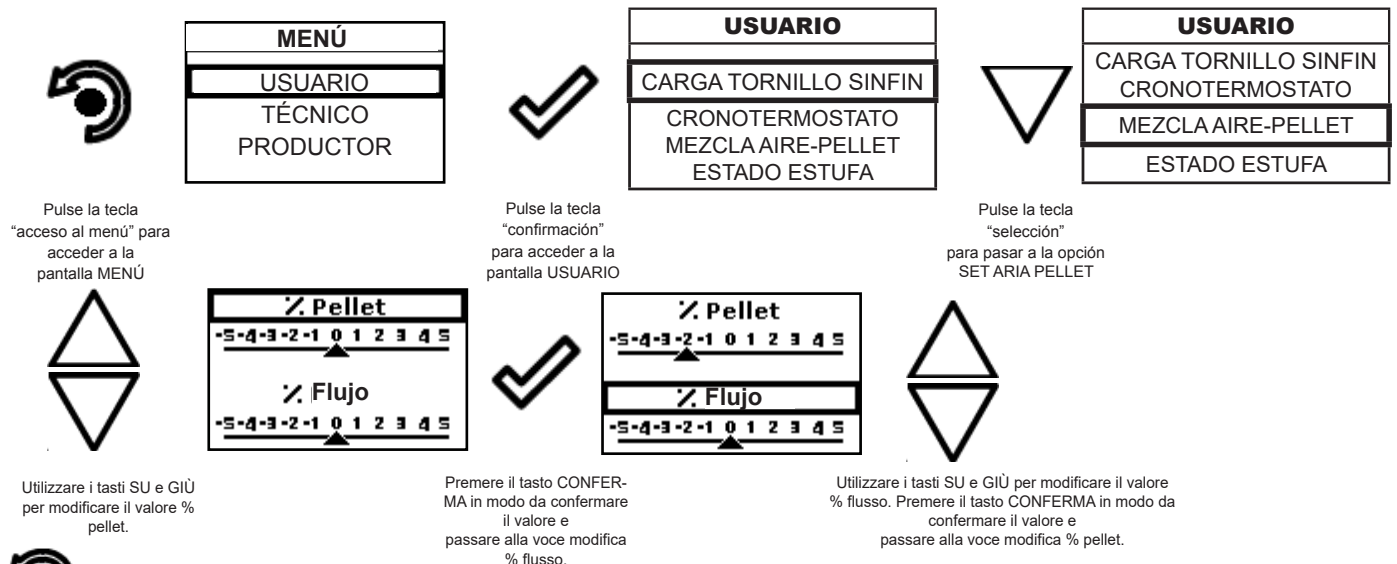 MENÚ
USUARIO
TÉCNICO
PRODUCTOR
USUARIO
CARGA TORNILLO SINFIN
CRONOTERMOSTATO
MEZCLA AIRE-PELLET
ESTADO ESTUFA
USUARIO
CARGA TORNILLO SINFIN
CRONOTERMOSTATO
MEZCLA AIRE-PELLET
ESTADO ESTUFA
Pulse la tecla
“acceso al menú” para
acceder a la
pantalla MENÚ
Pulse la tecla
“confirmación”
para acceder a la
pantalla USUARIO
Pulse la tecla
“selección”
para pasar a la opción
SET ARIA PELLET
% Pellet
-5-4-3-2-1 0 1 2 3 4 5
% Flujo
-5-4-3-2-1 0 1 2 3 4 5
% Pellet
-5-4-3-2-1 0 1 2 3 4 5
% Flujo
-5-4-3-2-1 0 1 2 3 4 5
Utilizzare i tasti SU e GIÙ
per modificare il valore %
pellet.
Premere il tasto CONFER-
MA in modo da confermare
il valore e
passare alla voce modifica
% flusso.
Utilizzare i tasti SU e GIÙ per modificare il valore
% flusso. Premere il tasto CONFERMA in modo da
confermare il valore e
passare alla voce modifica % pellet.